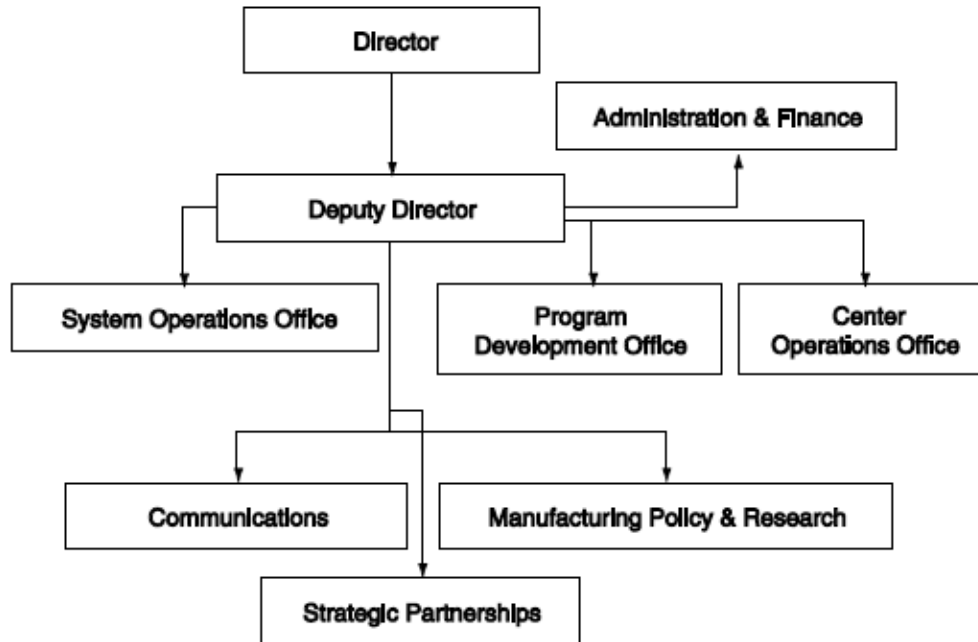 Director
Administration & Finance
Deputy Director
System Operations Office
Program
Development Office
Center
Operations Office
Communications
Manufacturing Policy & Research
Strategic Partnerships